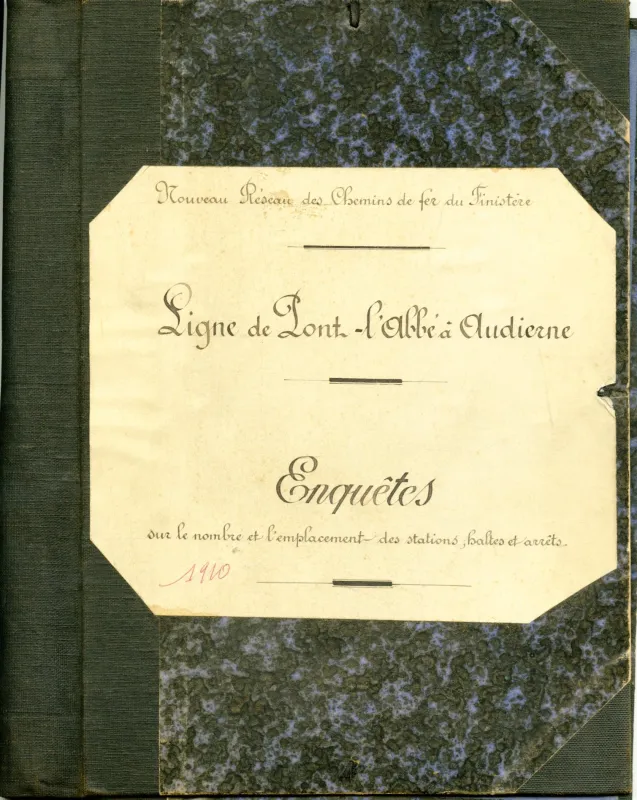 Nouveau Réseau des Chemins de fer du Finistère
Ligne de Pont-l'Abbé à Audierne
Enquêtes
sur le nombre et l'emplacement des stations, haltes et arrêts.
1910